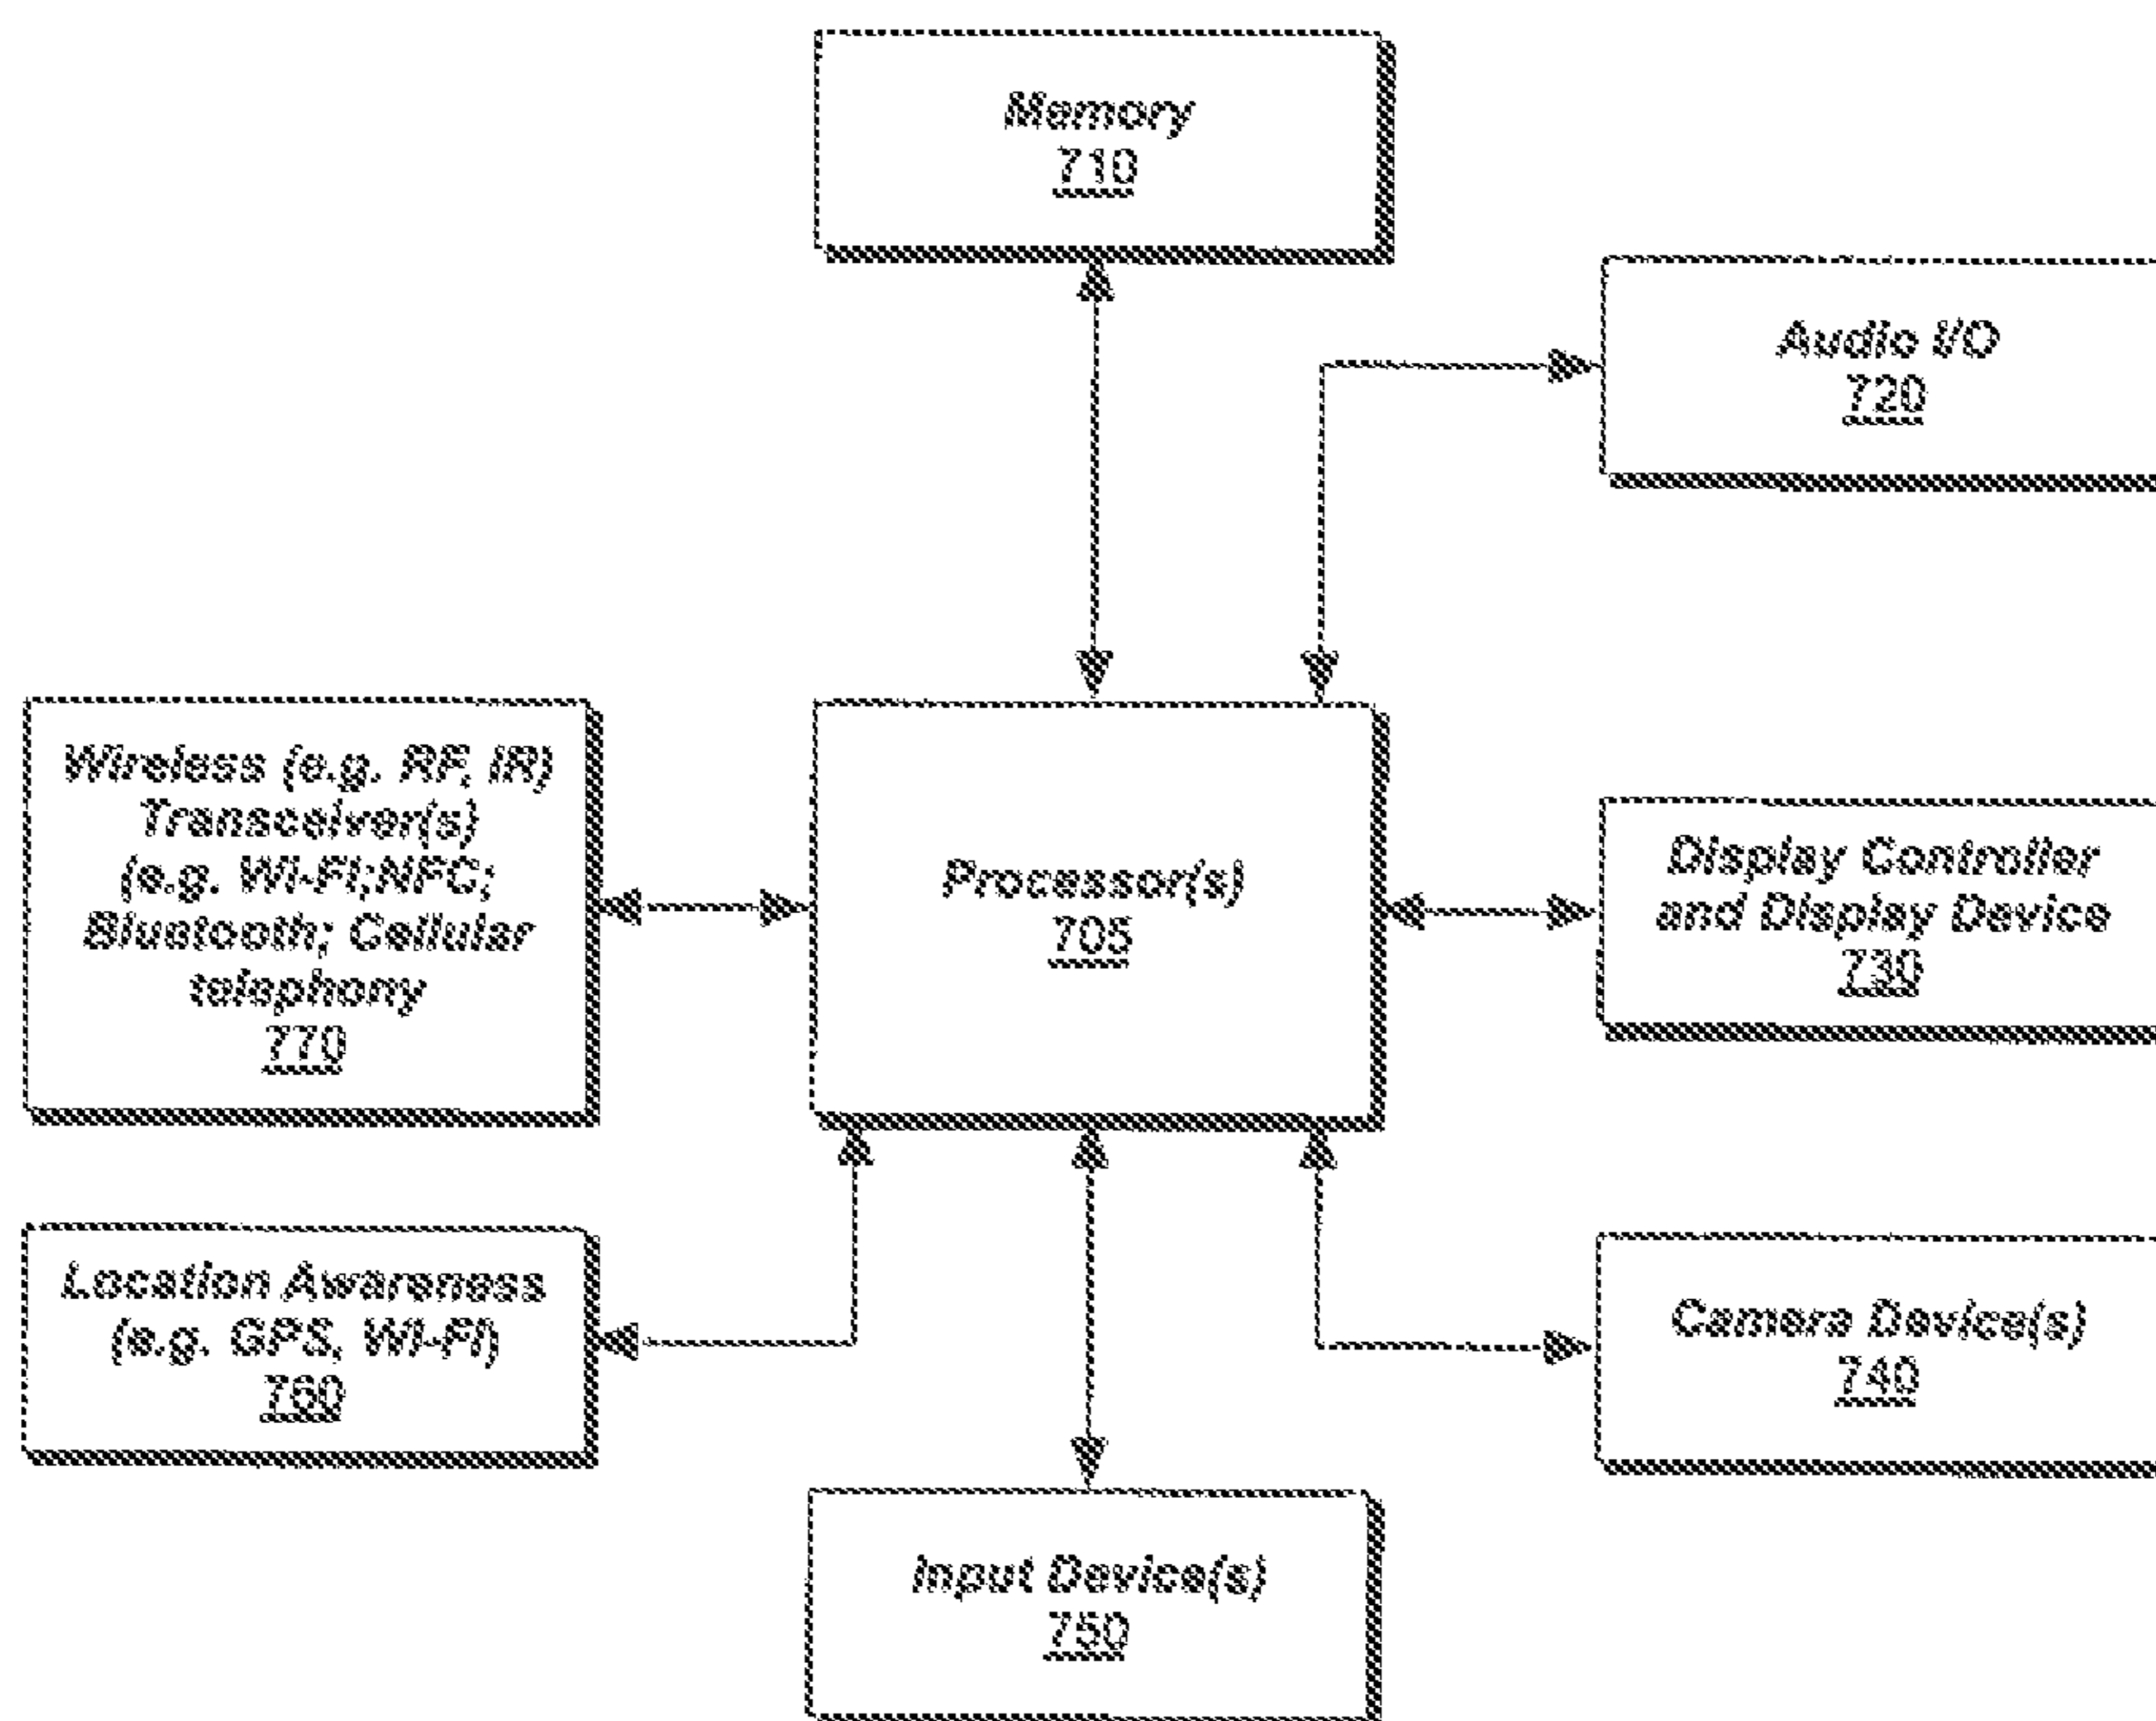 Memory
710
Audio I/O
720
Wireless (e.g. RF, IR)
Transceiver(s)
(e.g. Wi-Fi;NFC;
Bluetooth; Cellular
telephony
770
Processor(s)
705
Display Controller
and Display Device
730
Location Awareness
(e.g. GPS, Wi-Fi)
760
Camera Device(s)
740
Input Device(s)
750